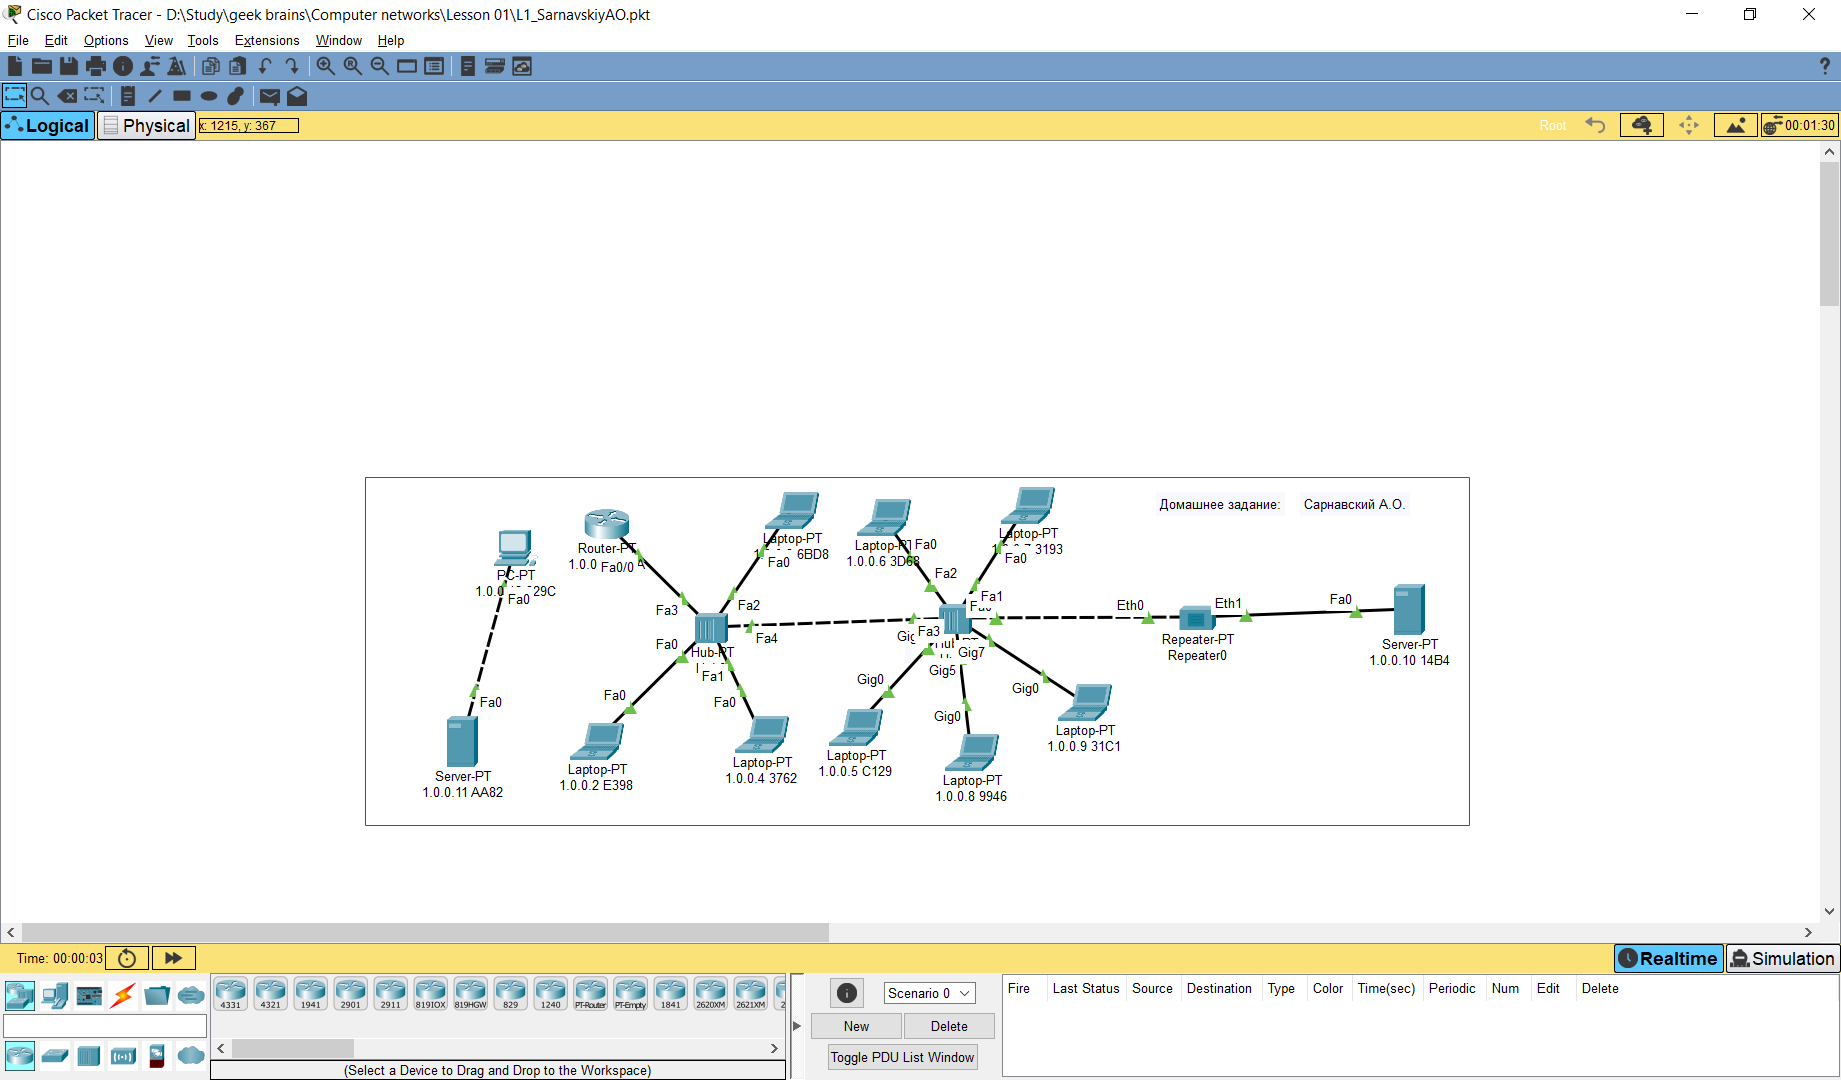 Cisco Packet Tracer - D:\Study\geek brains\Computer networks\Lesson 01\L1_SarnavskiyAO.pkt
File Edit Options View Tools Extensions Window Help
?
Logical Physical x: 1215, y: 367 Root 00:01:30
Домашнее задание: Сарнавский А.О.
PC-PT
29C
Fa0
Fa0
Server-PT
1.0.0.11 AA82
Router-PT
1.0.0
Fa0/0
Fa3
Laptop-PT
6BD8
Fa0
Fa2
Fa4
Fa0
Hub-PT
Fa1
Fa0
Laptop-PT
1.0.0.2 E398
Fa0
Laptop-PT
1.0.0.4 3762
Fa0
1.0.0.6 3D68
Fa2
Laptop-PT
3193
Fa0
Fa1
Fa3
Gig7
Gig5
Gig0
Laptop-PT
1.0.0.5 C129
Gig0
Laptop-PT
1.0.0.8 9946
Gig0
Laptop-PT
1.0.0.9 31C1
Eth0
Eth1
Repeater-PT
Repeater0
Fa0
Server-PT
1.0.0.10 14B4
Time: 00:00:03 Realtime Simulation
4331 4321 1941 2901 2911 819IOX 819HGW 829 1240 PT-Router PT-Empty 1841 2620XM 2621XM
(Select a Device to Drag and Drop to the Workspace)
Scenario 0
New Delete
Toggle PDU List Window
Fire Last Status Source Destination Type Color Time(sec) Periodic Num Edit Delete